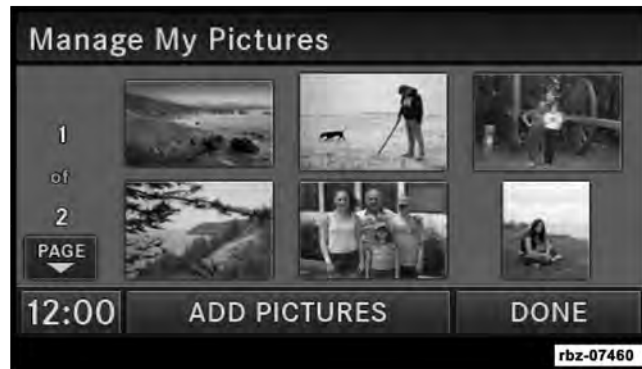 Manage My Pictures
1
of
2
PAGE
12:00
ADD PICTURES
DONE
rbz-07460